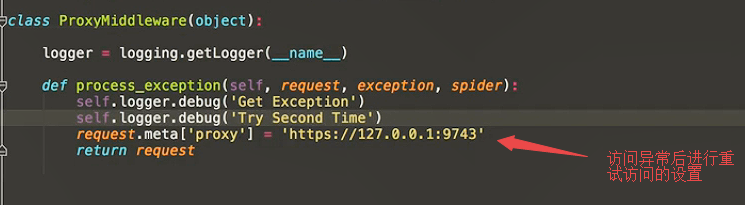 class ProxyMiddleware(object):
logger = logging.getLogger(__name__)
def process_exception(self, request, exception, spider):
self.logger.debug('Get Exception')
self.logger.debug('Try Second Time')
request.meta['proxy'] = 'https://127.0.0.1:9743'
return request
访问异常后进行重
试访问的设置